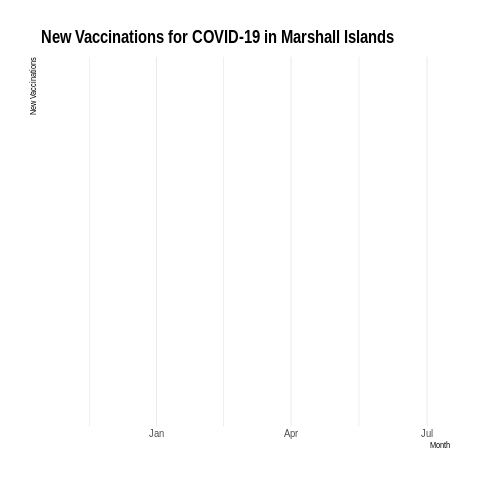 New Vaccinations for COVID-19 in Marshall Islands
New Vaccinations
Jan Apr Jul
Month